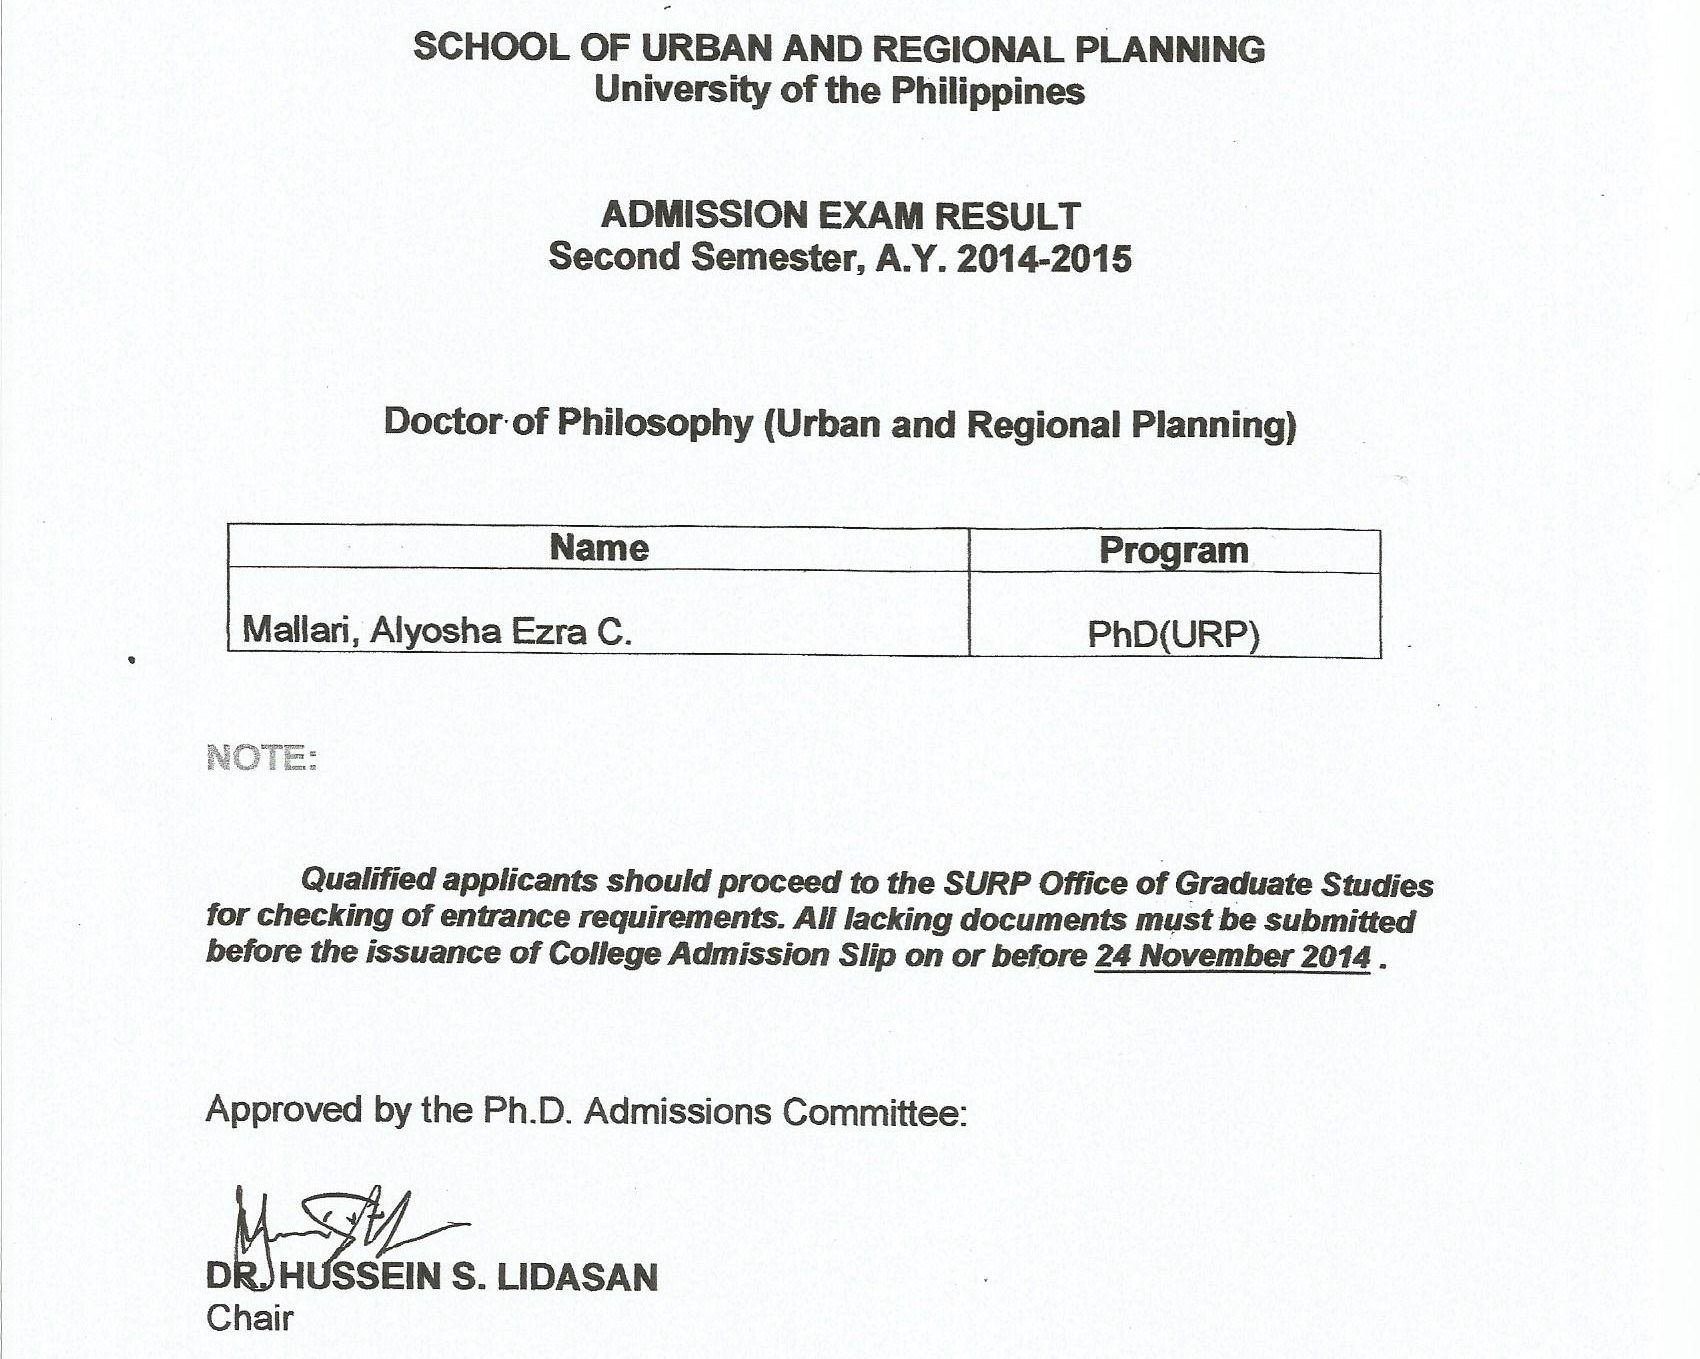 SCHOOL OF URBAN AND REGIONAL PLANNING
University of the Philippines
ADMISSION EXAM RESULT
Second Semester, A.Y. 2014-2015
Doctor of Philosophy (Urban and Regional Planning)
Name Program
Mallari, Alyosha Ezra C. PhD(URP)
NOTE:
Qualified applicants should proceed to the SURP Office of Graduate Studies
for checking of entrance requirements. All lacking documents must be submitted
before the issuance of College Admission Slip on or before 24 November 2014 .
Approved by the Ph.D. Admissions Committee:
DR. HUSSEIN S. LIDASAN
Chair